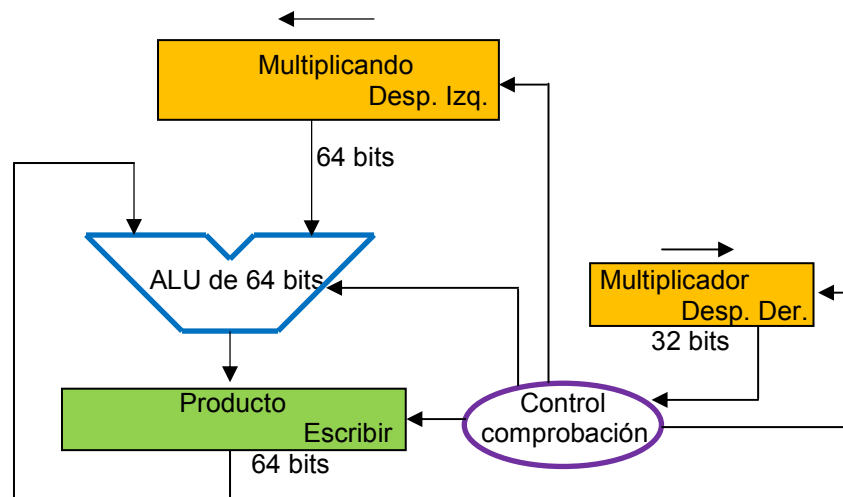 Multiplicando
Desp. Izq.
64 bits
ALU de 64 bits
Multiplicador
Desp. Der.
32 bits
Producto
Escribir
64 bits
Control
comprobación